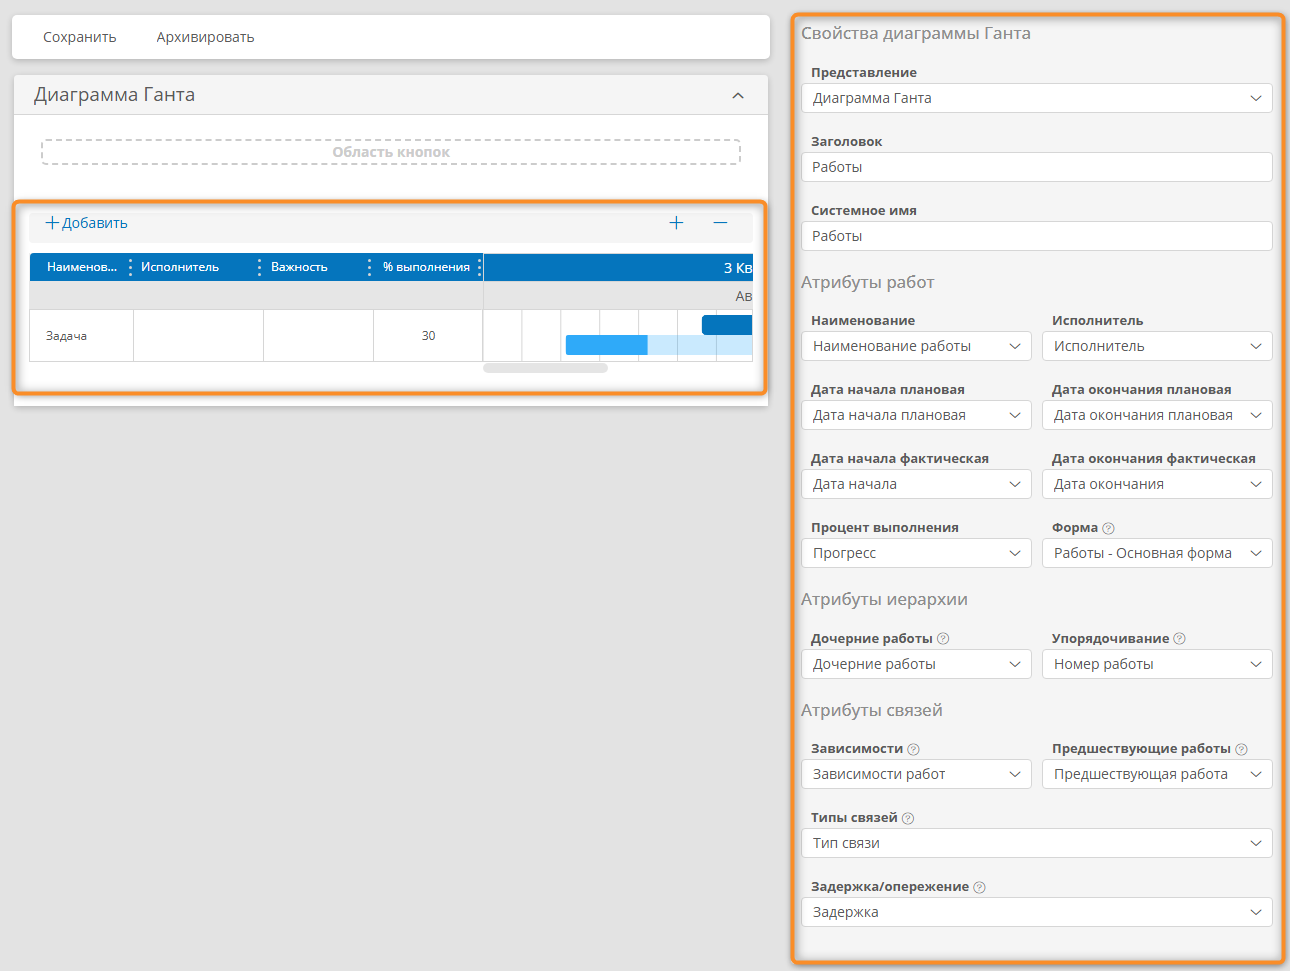 Сохранить Архивировать
Диаграмма Ганта
Область кнопок
Добавить
Наименов... Исполнитель Важность % выполнения 3 Кв
Ав
Задача 30
Свойства диаграммы Ганта
Представление
Диаграмма Ганта
Заголовок
Работы
Системное имя
Работы
Атрибуты работ
Наименование Исполнитель
Наименование работы Исполнитель
Дата начала плановая Дата окончания плановая
Дата начала плановая Дата окончания плановая
Дата начала фактическая Дата окончания фактическая
Дата начала Дата окончания
Процент выполнения Форма
Прогресс Работы - Основная форма
Атрибуты иерархии
Дочерние работы Упорядочивание
Дочерние работы Номер работы
Атрибуты связей
Зависимости Предшествующие работы
Зависимости работ Предшествующая работа
Типы связей
Тип связи
Задержка/опережение
Задержка